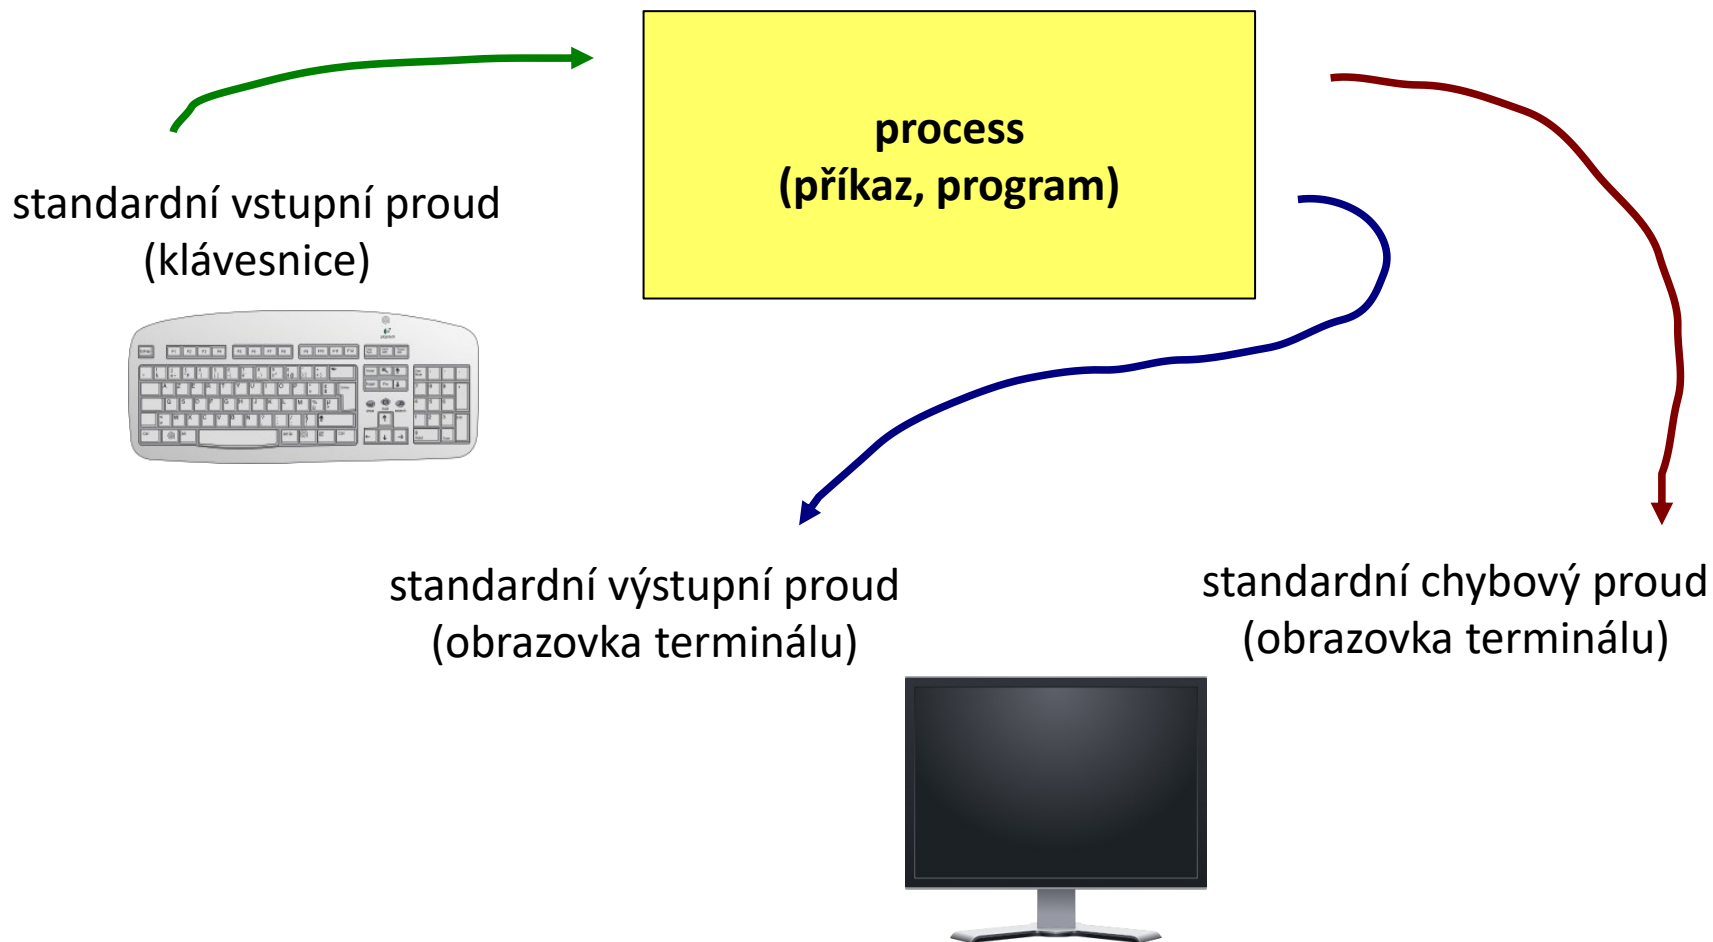 process
(příkaz, program)
standardní vstupní proud
(klávesnice)
standardní výstupní proud
(obrazovka terminálu)
standardní chybový proud
(obrazovka terminálu)